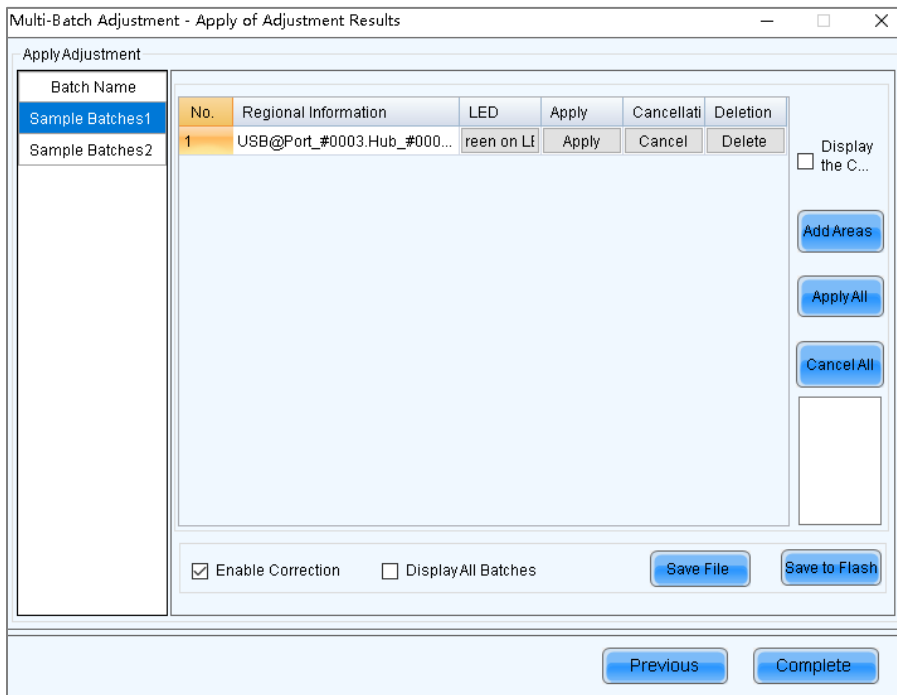 Multi-Batch Adjustment - Apply of Adjustment Results
Apply Adjustment
Batch Name
Sample Batches1
Sample Batches2
No. Regional Information LED Apply Cancellati Deletion
1 USB@Port_#0003.Hub_#000... reen on LE Apply Cancel Delete
Display
the C...
Add Areas
Apply All
Cancel All
Enable Correction Display All Batches Save File Save to Flash
Previous Complete